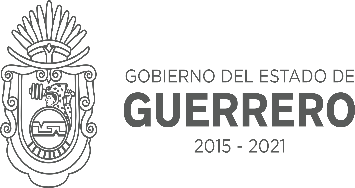 GOBIERNO DEL ESTADO DE
GUERRERO
2015 - 2021